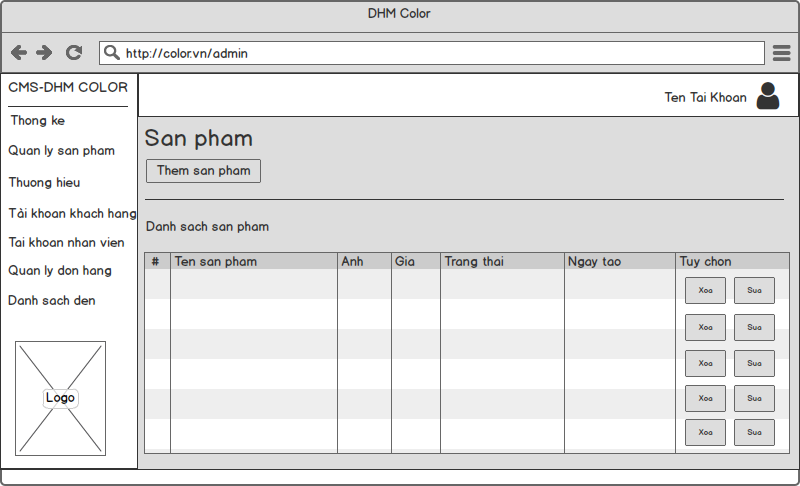 DHM Color
http://color.vn/admin
CMS-DHM COLOR
Thong ke
Quan ly san pham
Thuong hieu
Tài khoan khach hang
Tai khoan nhan vien
Quan ly don hang
Danh sach den
Logo
Ten Tai Khoan
San pham
Them san pham
Danh sach san pham
# Ten san pham Anh Gia Trang thai Ngay tao Tuy chon
Xoa Sua
Xoa Sua
Xoa Sua
Xoa Sua
Xoa Sua